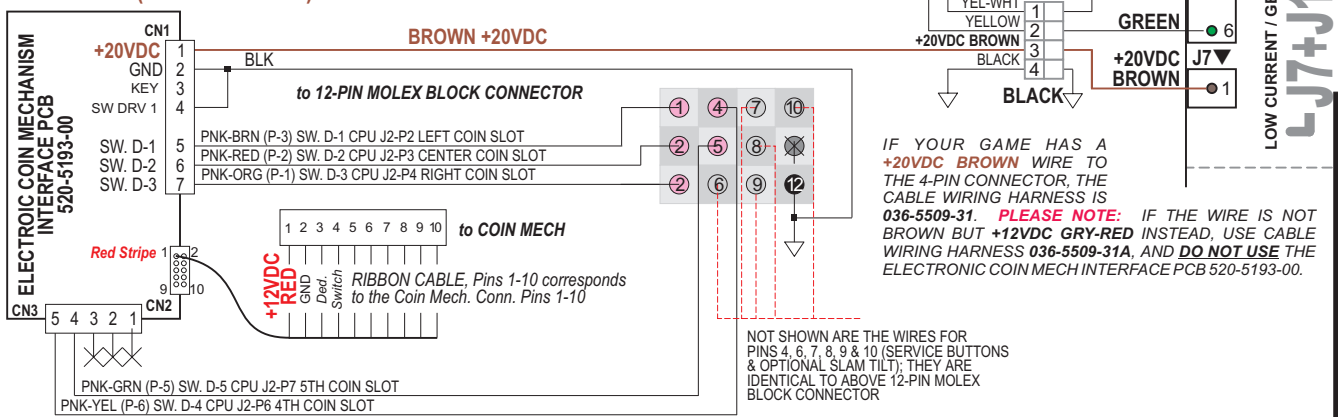 ELECTROIC COIN MECHANISM
INTERFACE PCB
520-5193-00
CN1
+20VDC 1
GND 2
KEY 3
SW DRV 1 4
SW. D-1 5
SW. D-2 6
SW. D-3 7
BROWN +20VDC
BLK
to 12-PIN MOLEX BLOCK CONNECTOR
PNK-BRN (P-3) SW. D-1 CPU J2-P2 LEFT COIN SLOT
PNK-RED (P-2) SW. D-2 CPU J2-P3 CENTER COIN SLOT
PNK-ORG (P-1) SW. D-3 CPU J2-P4 RIGHT COIN SLOT
1 4 7 10
2 5 8
2 6 9 12
Red Stripe 1 2
9 10
CN2
CN3
5 4 3 2 1
1 2 3 4 5 6 7 8 9 10
to COIN MECH
+12VDC
RED
GND
Ded.
Switch
RIBBON CABLE, Pins 1-10 corresponds
to the Coin Mech. Conn. Pins 1-10
PNK-GRN (P-5) SW. D-5 CPU J2-P7 5TH COIN SLOT
PNK-YEL (P-6) SW. D-4 CPU J2-P6 4TH COIN SLOT
NOT SHOWN ARE THE WIRES FOR
PINS 4, 6, 7, 8, 9 & 10 (SERVICE BUTTONS
& OPTIONAL SLAM TILT); THEY ARE
IDENTICAL TO ABOVE 12-PIN MOLEX
BLOCK CONNECTOR
YEL-WHT 1
YELLOW 2
+20VDC BROWN 3
BLACK 4
BLACK
GREEN
6
+20VDC
BROWN
J7▼
1
LOW CURRENT / GE
J7+J1
IF YOUR GAME HAS A
+20VDC BROWN WIRE TO
THE 4-PIN CONNECTOR, THE
CABLE WIRING HARNESS IS
036-5509-31. PLEASE NOTE: IF THE WIRE IS NOT
BROWN BUT +12VDC GRY-RED INSTEAD, USE CABLE
WIRING HARNESS 036-5509-31A, AND DO NOT USE THE
ELECTRONIC COIN MECH INTERFACE PCB 520-5193-00.